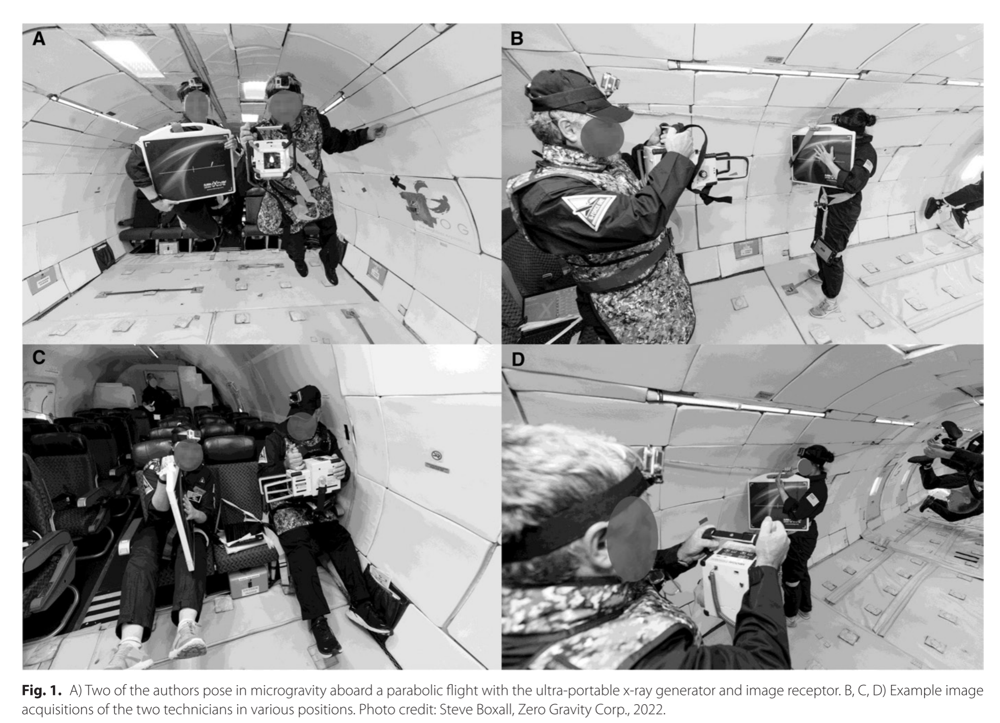 A
B
O G
C
D
Fig. 1. A) Two of the authors pose in microgravity aboard a parabolic flight with the ultra-portable x-ray generator and image receptor. B, C, D) Example image
acquisitions of the two technicians in various positions. Photo credit: Steve Boxall, Zero Gravity Corp., 2022.